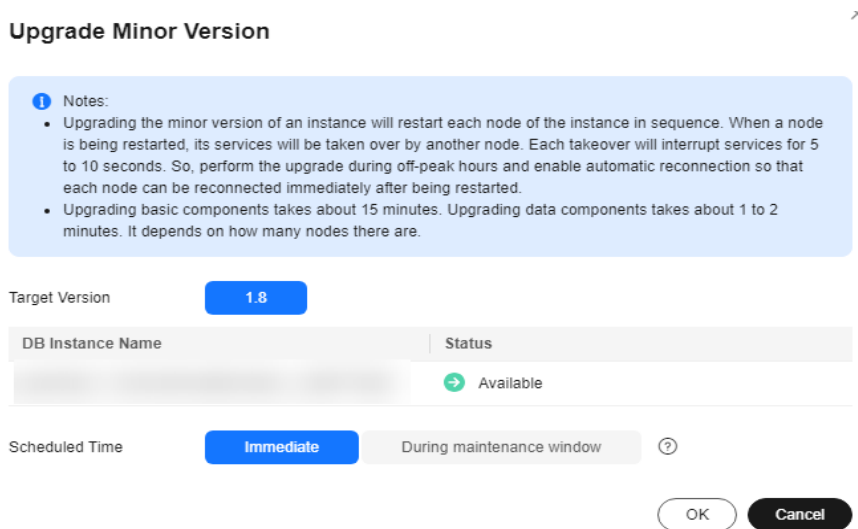 Upgrade Minor Version
Notes:
• Upgrading the minor version of an instance will restart each node of the instance in sequence. When a node
is being restarted, its services will be taken over by another node. Each takeover will interrupt services for 5
to 10 seconds. So, perform the upgrade during off-peak hours and enable automatic reconnection so that
each node can be reconnected immediately after being restarted.
• Upgrading basic components takes about 15 minutes. Upgrading data components takes about 1 to 2
minutes. It depends on how many nodes there are.
Target Version 1.8
DB Instance Name Status
Available
Scheduled Time Immediate During maintenance window
OK Cancel